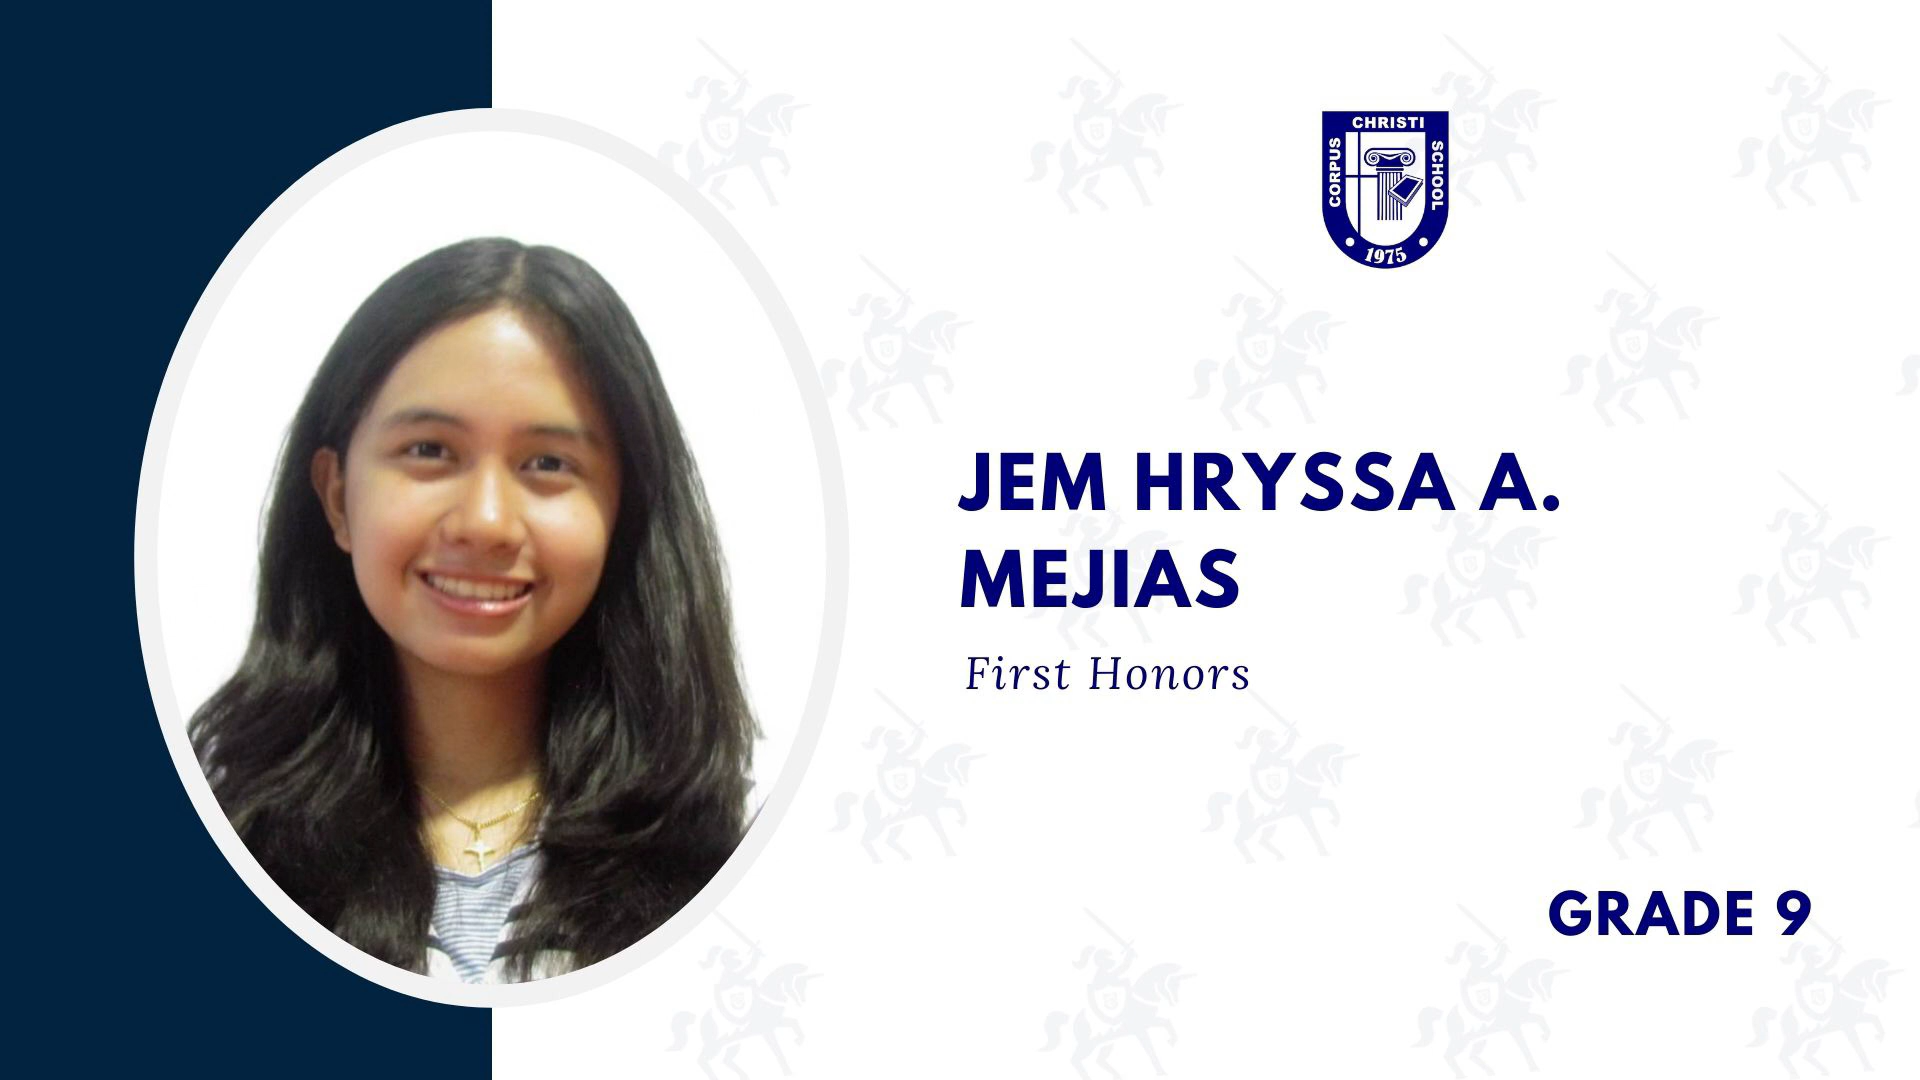 CORPUS
CHRISTI
SCHOOL
1975
JEM HRYSSA A.
MEJIAS
First Honors
GRADE 9